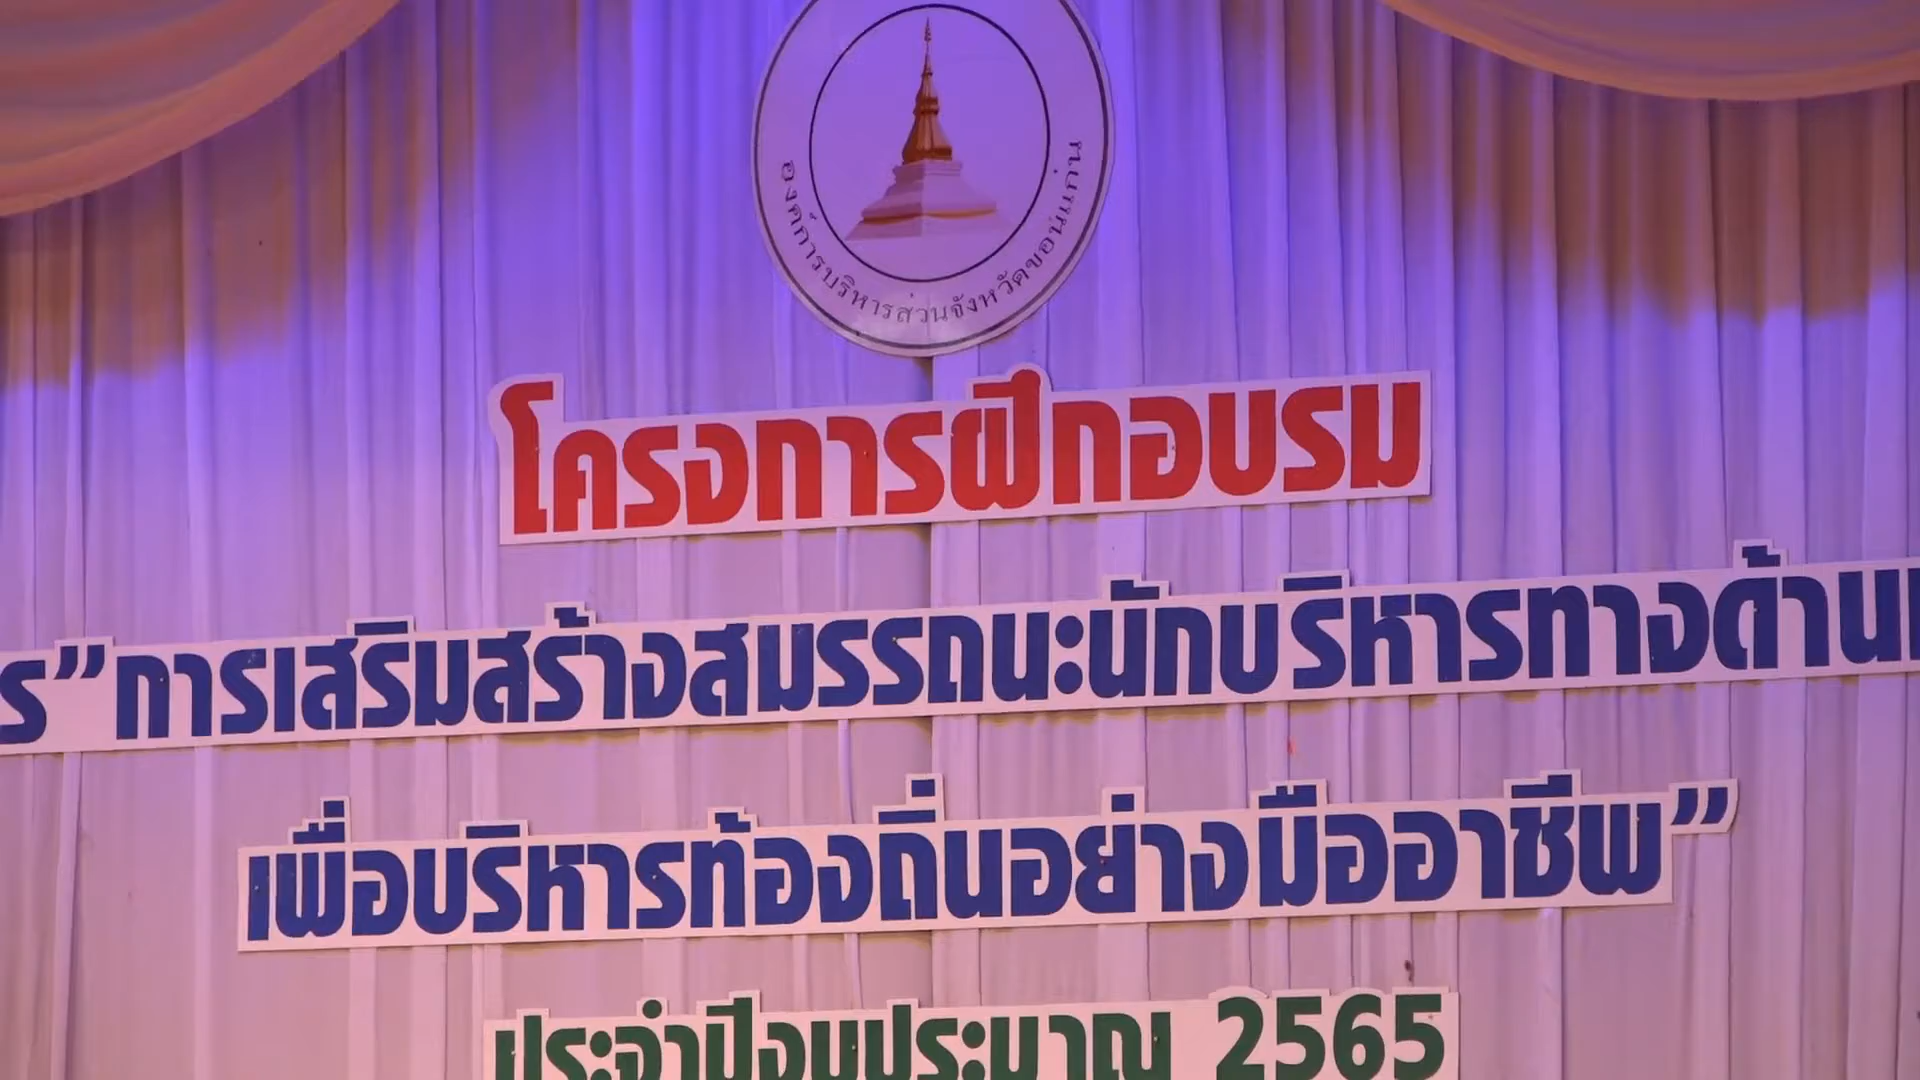 องค์การบริหารส่วนจังหวัดขอนแก่น
โครงการฝึกอบรม
ร”การเสริมสร้างสมรรถนะนักบริหารทางด้าน
เพื่อบริหารท้องถิ่นอย่างมืออาชีพ”
ประจำปีงบประมาณ 2565